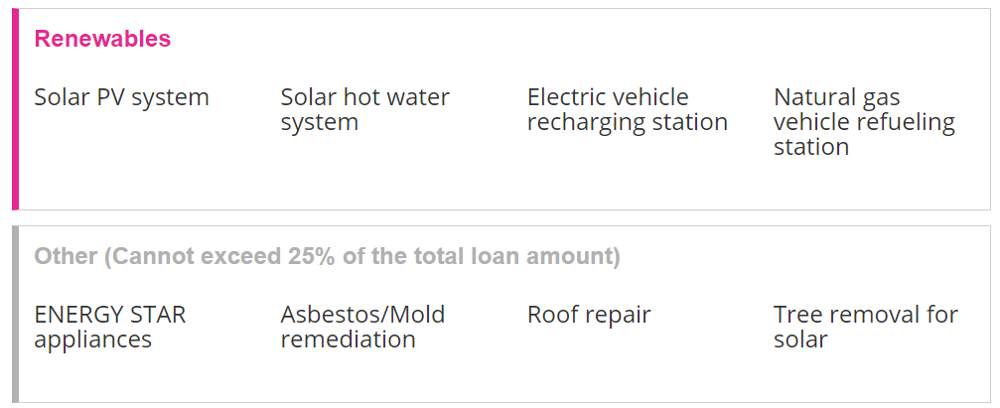 Renewables
Solar PV system
Solar hot water
system
Electric vehicle
recharging station
Natural gas
vehicle refueling
station
Other (Cannot exceed 25% of the total loan amount)
ENERGY STAR
appliances
Asbestos/Mold
remediation
Roof repair
Tree removal for
solar